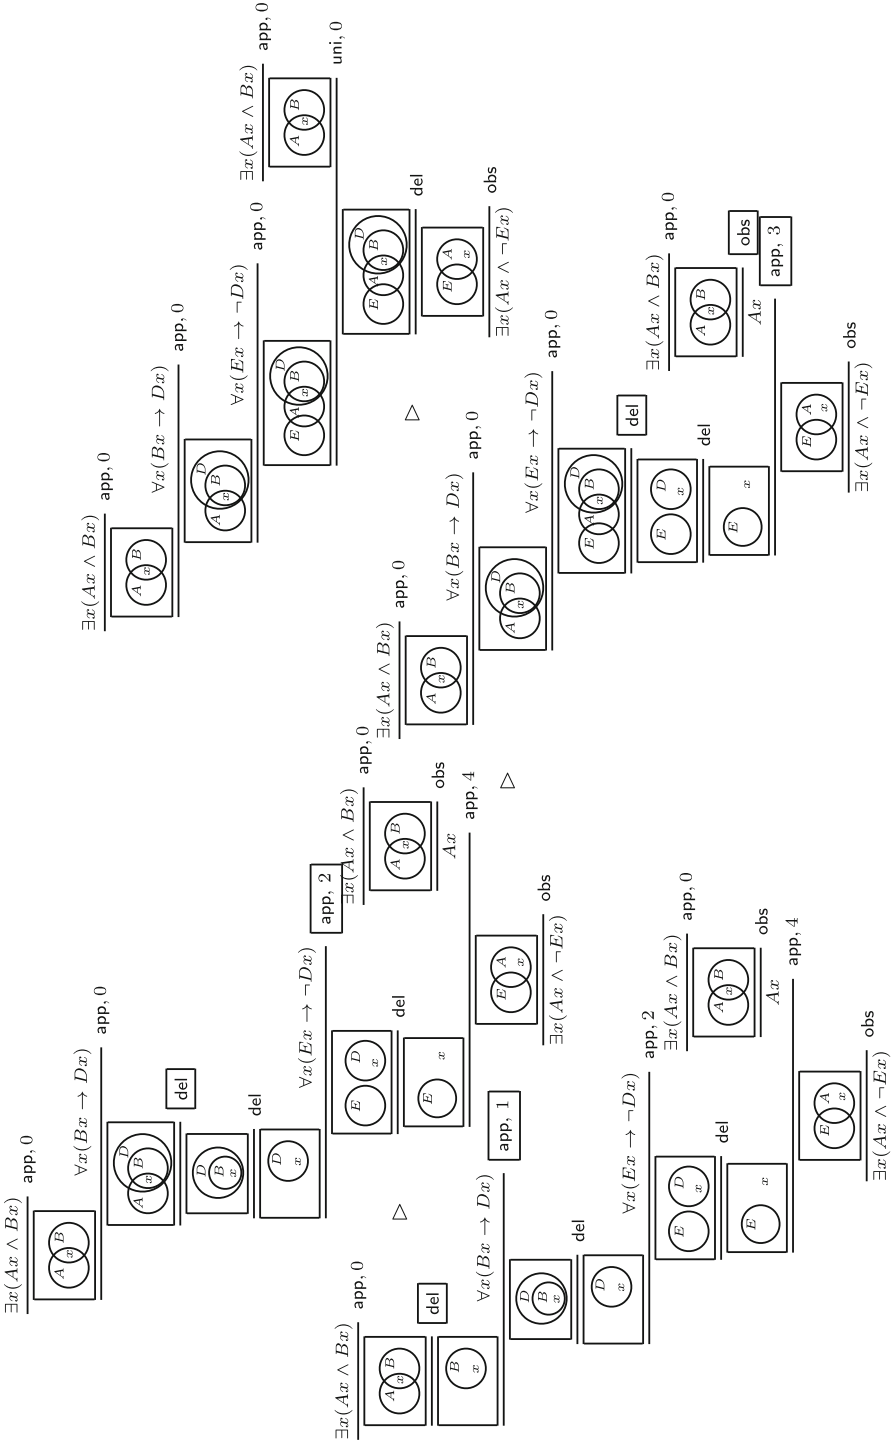 ∃x(Ax ∧ Bx) app, 0
A x B
∀x(Bx → Dx) app, 0
D
A x B
del
D
B
x
del
D
x
∀x(Ex → ¬Dx) app, 2
E D
x
del
E x
∃x(Ax ∧ Bx) app, 0
A x B
obs
Ax app, 4
E A
x
obs
∃x(Ax ∧ ¬Ex)
▷
∃x(Ax ∧ Bx) app, 0
A x B
del
B
x
∀x(Bx → Dx) app, 1
D
B
x
del
D
x
∀x(Ex → ¬Dx) app, 2
E D
x
del
E x
∃x(Ax ∧ Bx) app, 0
A x B
obs
Ax app, 4
E A
x
obs
∃x(Ax ∧ ¬Ex)
▷
∃x(Ax ∧ Bx) app, 0
A x B
∀x(Bx → Dx) app, 0
D
A x B
∀x(Ex → ¬Dx) app, 0
D
E A x B
∃x(Ax ∧ Bx) app, 0
A x B
uni, 0
D
E A x B
del
E A
x
obs
∃x(Ax ∧ ¬Ex)
▽
∃x(Ax ∧ Bx) app, 0
A x B
∀x(Bx → Dx) app, 0
D
A x B
∀x(Ex → ¬Dx) app, 0
D
E A x B
del
E D
x
del
E x
∃x(Ax ∧ Bx) app, 0
A x B
obs
Ax app, 3
E A
x
obs
∃x(Ax ∧ ¬Ex)